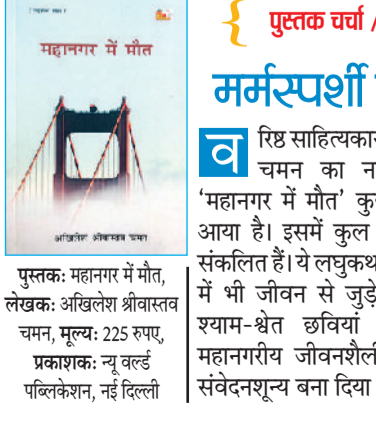 महानगर में मौत
अखिलेश श्रीवास्तव चमन
पुस्तक: महानगर में मौत,
लेखक: अखिलेश श्रीवास्तव
चमन, मूल्य: 225 रुपए,
प्रकाशक: न्यू वर्ल्ड
पब्लिकेशन, नई दिल्ली
पुस्तक चर्चा /
मर्मस्पर्शी
वरिष्ठ साहित्यकार
चमन का न
‘महानगर में मौत’ कु
आया है। इसमें कुल
संकलित हैं। ये लघुकथ
में भी जीवन से जुड़े
श्याम-श्वेत छवियां
महानगरीय जीवनशैली
संवेदनशून्य बना दिया